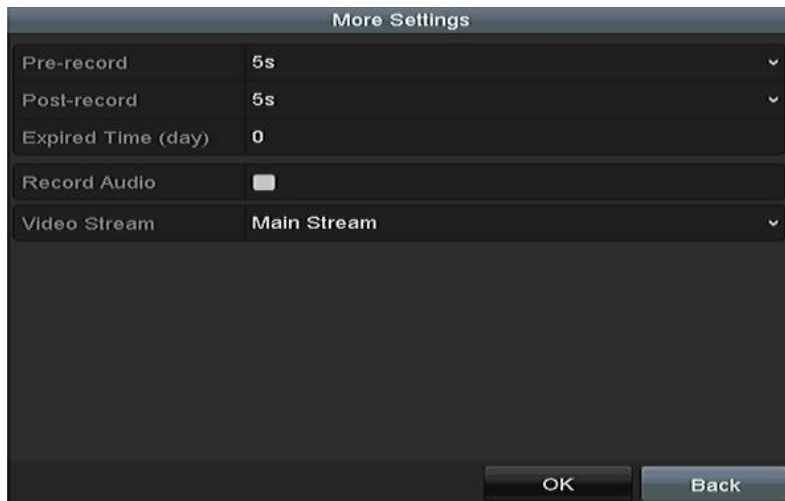 More Settings
Pre-record 5s
Post-record 5s
Expired Time (day) 0
Record Audio
Video Stream Main Stream
OK Back